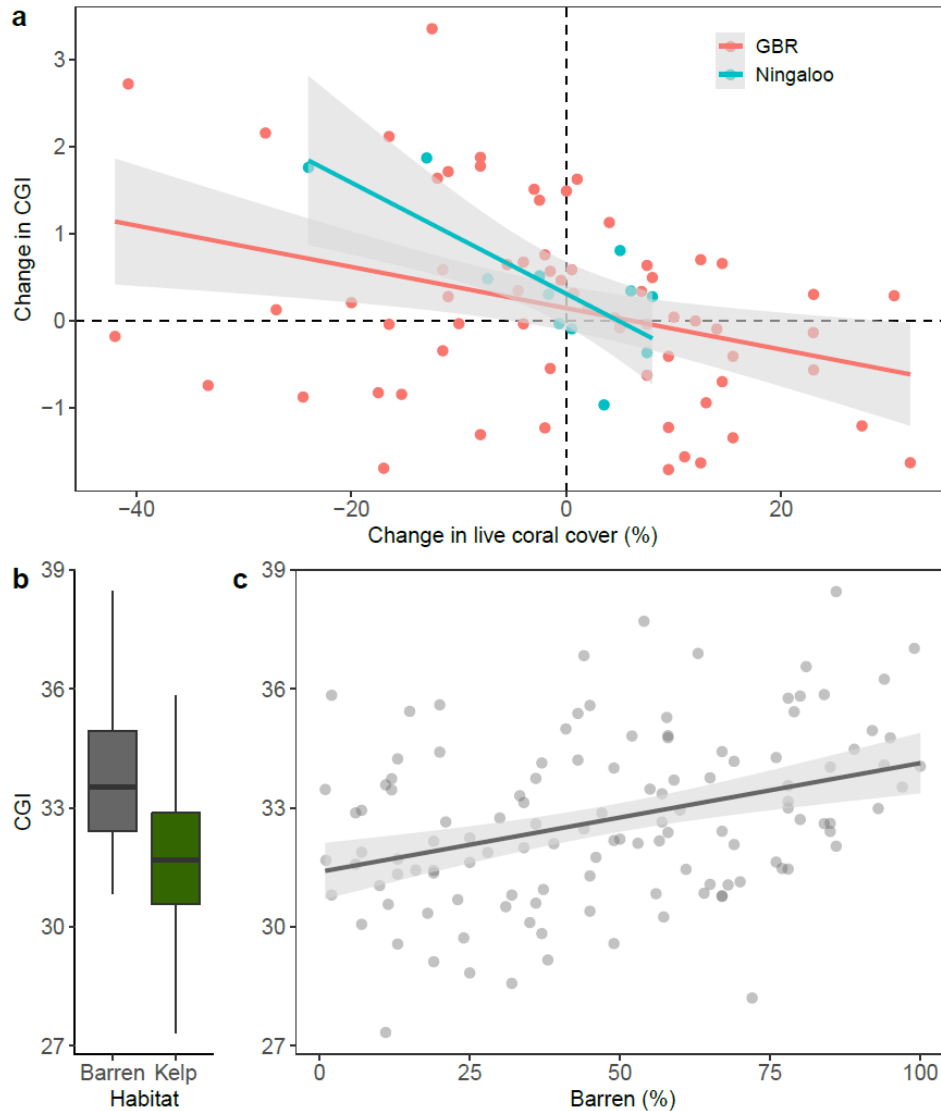 a
GBR
Ningaloo
Change in CGI
3
2
1
0
−1
−40
−20
0
20
Change in live coral cover (%)
b
CGI
39
36
33
30
27
Barren Kelp
Habitat
c
39
36
33
30
27
0
25
50
75
100
Barren (%)